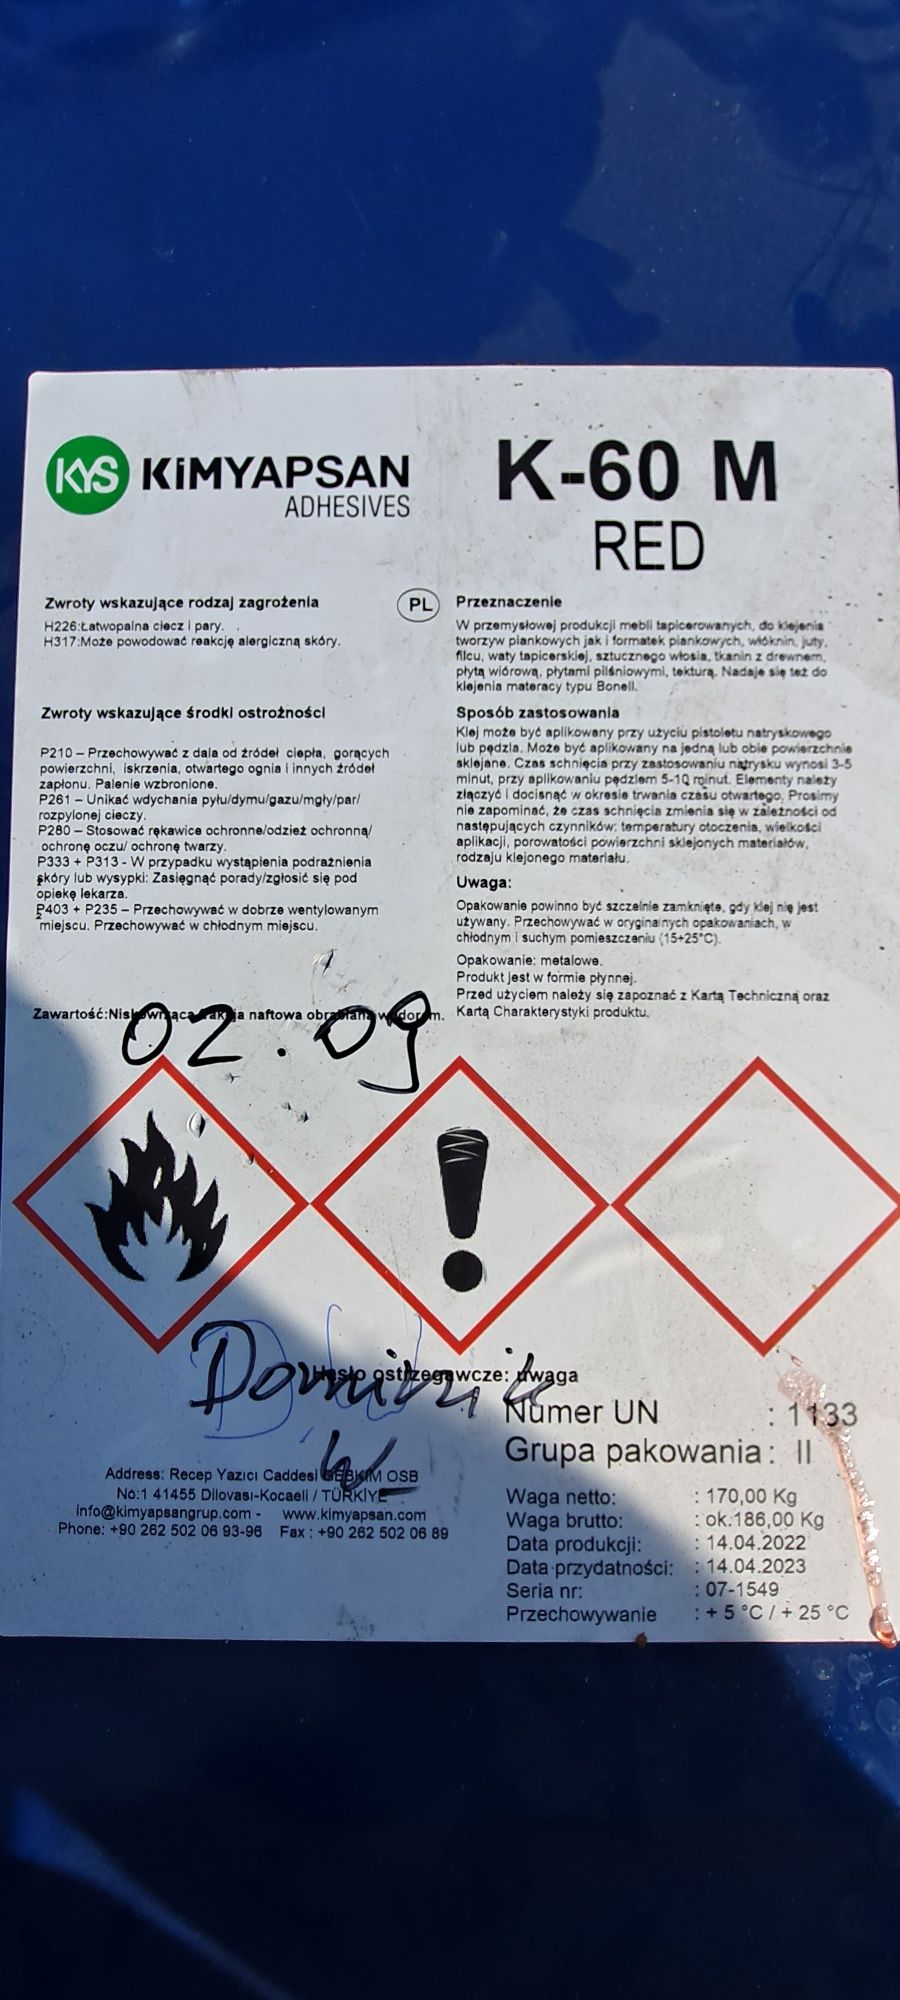 KYS KiMYAPSAN
ADHESIVES
K-60 M
RED
Zwroty wskazujące rodzaj zagrożenia
H226:Łatwopalna ciecz i pary.
H317:Może powodować reakcję alergiczną skóry.
Zwroty wskazujące środki ostrożności
P210 – Przechowywać z dala od źródeł ciepła, gorących
powierzchni, iskrzenia, otwartego ognia i innych źródeł
zapłonu. Palenie wzbronione.
P261 – Unikać wdychania pyłu/dymu/gazu/mgły/par/
rozpylonej cieczy.
P280 – Stosować rękawice ochronne/odzież ochronną/
ochronę oczu/ ochronę twarzy.
P333 + P313 - W przypadku wystąpienia podrażnienia
skóry lub wysypki: Zasięgnąć porady/zgłosić się pod
opiekę lekarza.
P403 + P235 – Przechowywać w dobrze wentylowanym
miejscu. Przechowywać w chłodnym miejscu.
Zawartość:Niskowrząca frakcja naftowa obrabiana wodorem.
02.09
PL
Przeznaczenie
W przemysłowej produkcji mebli tapicerowanych, do klejenia
tworzyw piankowych jak i formatek piankowych, włóknin, juty,
filcu, waty tapicerskiej, sztucznego włosia, tkanin z drewnem,
płytą wiórową, płytami pilśniowymi, tekturą. Nadaje się też do
klejenia materacy typu Bonell.
Sposób zastosowania
Klej może być aplikowany przy użyciu pistoletu natryskowego
lub pędzla. Może być aplikowany na jedną lub obie powierzchnie
sklejane. Czas schnięcia przy zastosowaniu natrysku wynosi 3-5
minut, przy aplikowaniu pędzlem 5-10 minut. Elementy należy
złączyć i docisnąć w okresie trwania czasu otwartego. Prosimy
nie zapominać, że czas schnięcia zmienia się w zależności od
następujących czynników: temperatury otoczenia, wielkości
aplikacji, porowatości powierzchni sklejonych materiałów,
rodzaju klejonego materiału.
Uwaga:
Opakowanie powinno być szczelnie zamknięte, gdy klej nie jest
używany. Przechowywać w oryginalnych opakowaniach, w
chłodnym i suchym pomieszczeniu (15+25°C).
Opakowanie: metalowe.
Produkt jest w formie płynnej.
Przed użyciem należy się zapoznać z Kartą Techniczną oraz
Kartą Charakterystyki produktu.
Hasło ostrzegawcze: uwaga
Dominik
W
Address: Recep Yazıcı Caddesi GEBKİM OSB
No:1 41455 Dilovası-Kocaeli / TÜRKİYE
info@kimyapsangrup.com - www.kimyapsan.com
Phone: +90 262 502 06 93-96 Fax : +90 262 502 06 89
Numer UN : 1133
Grupa pakowania : II
Waga netto: : 170,00 Kg
Waga brutto: : ok.186,00 Kg
Data produkcji: : 14.04.2022
Data przydatności: : 14.04.2023
Seria nr: : 07-1549
Przechowywanie : + 5 °C / + 25 °C